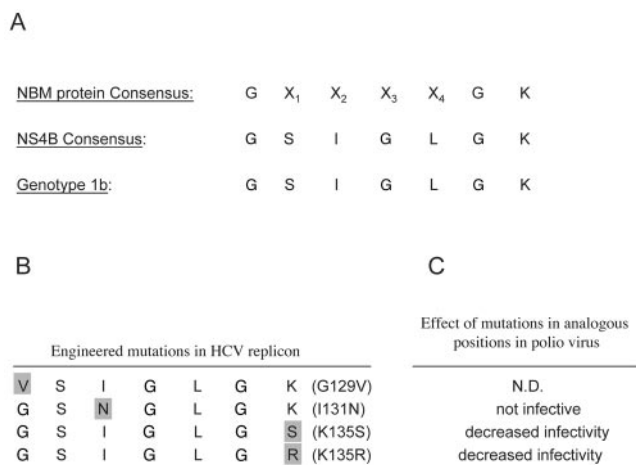 A
NBM protein Consensus: G X1 X2 X3 X4 G K
NS4B Consensus: G S I G L G K
Genotype 1b: G S I G L G K
B
Engineered mutations in HCV replicon
V S I G L G K (G129V)
G S N G L G K (I131N)
G S I G L G S (K135S)
G S I G L G R (K135R)
C
Effect of mutations in analogous
positions in polio virus
N.D.
not infective
decreased infectivity
decreased infectivity